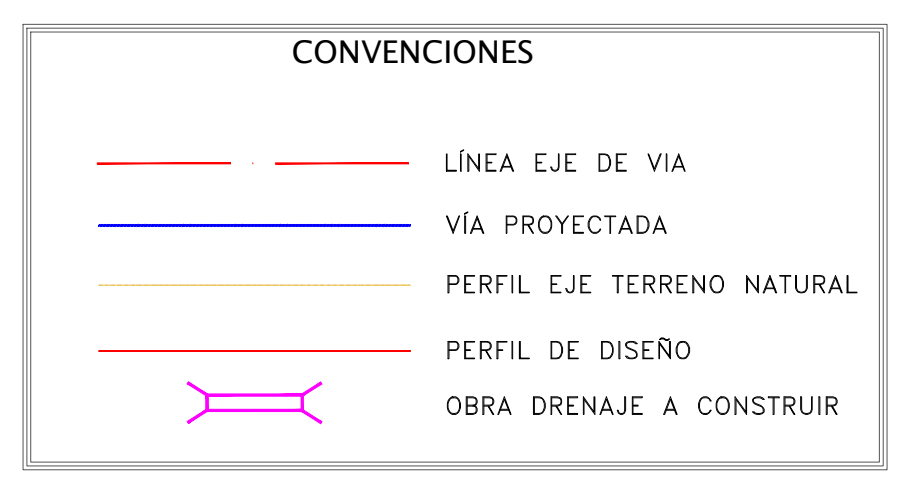 CONVENCIONES
LÍNEA EJE DE VIA
VÍA PROYECTADA
PERFIL EJE TERRENO NATURAL
PERFIL DE DISEÑO
OBRA DRENAJE A CONSTRUIR